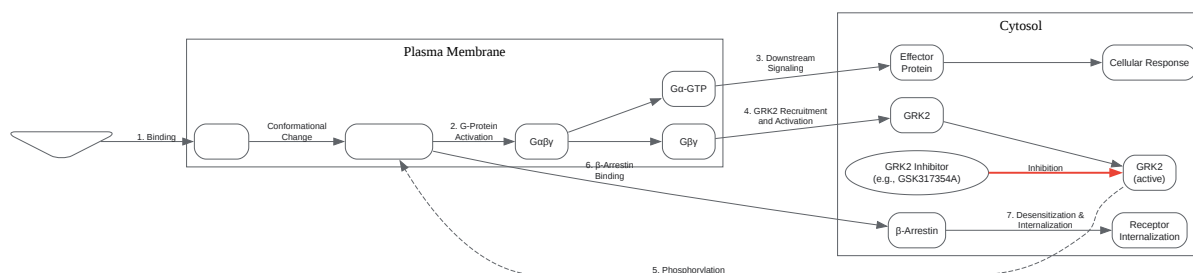 Plasma Membrane
Cytosol
1. Binding
Conformational
Change
2. G-Protein
Activation
Gαβγ
Gα-GTP
Gβγ
3. Downstream
Signaling
Effector
Protein
Cellular Response
4. GRK2 Recruitment
and Activation
GRK2
GRK2 Inhibitor
(e.g., GSK317354A)
Inhibition
GRK2
(active)
6. β-Arrestin
Binding
β-Arrestin
7. Desensitization &
Internalization
Receptor
Internalization
5. Phosphorylation